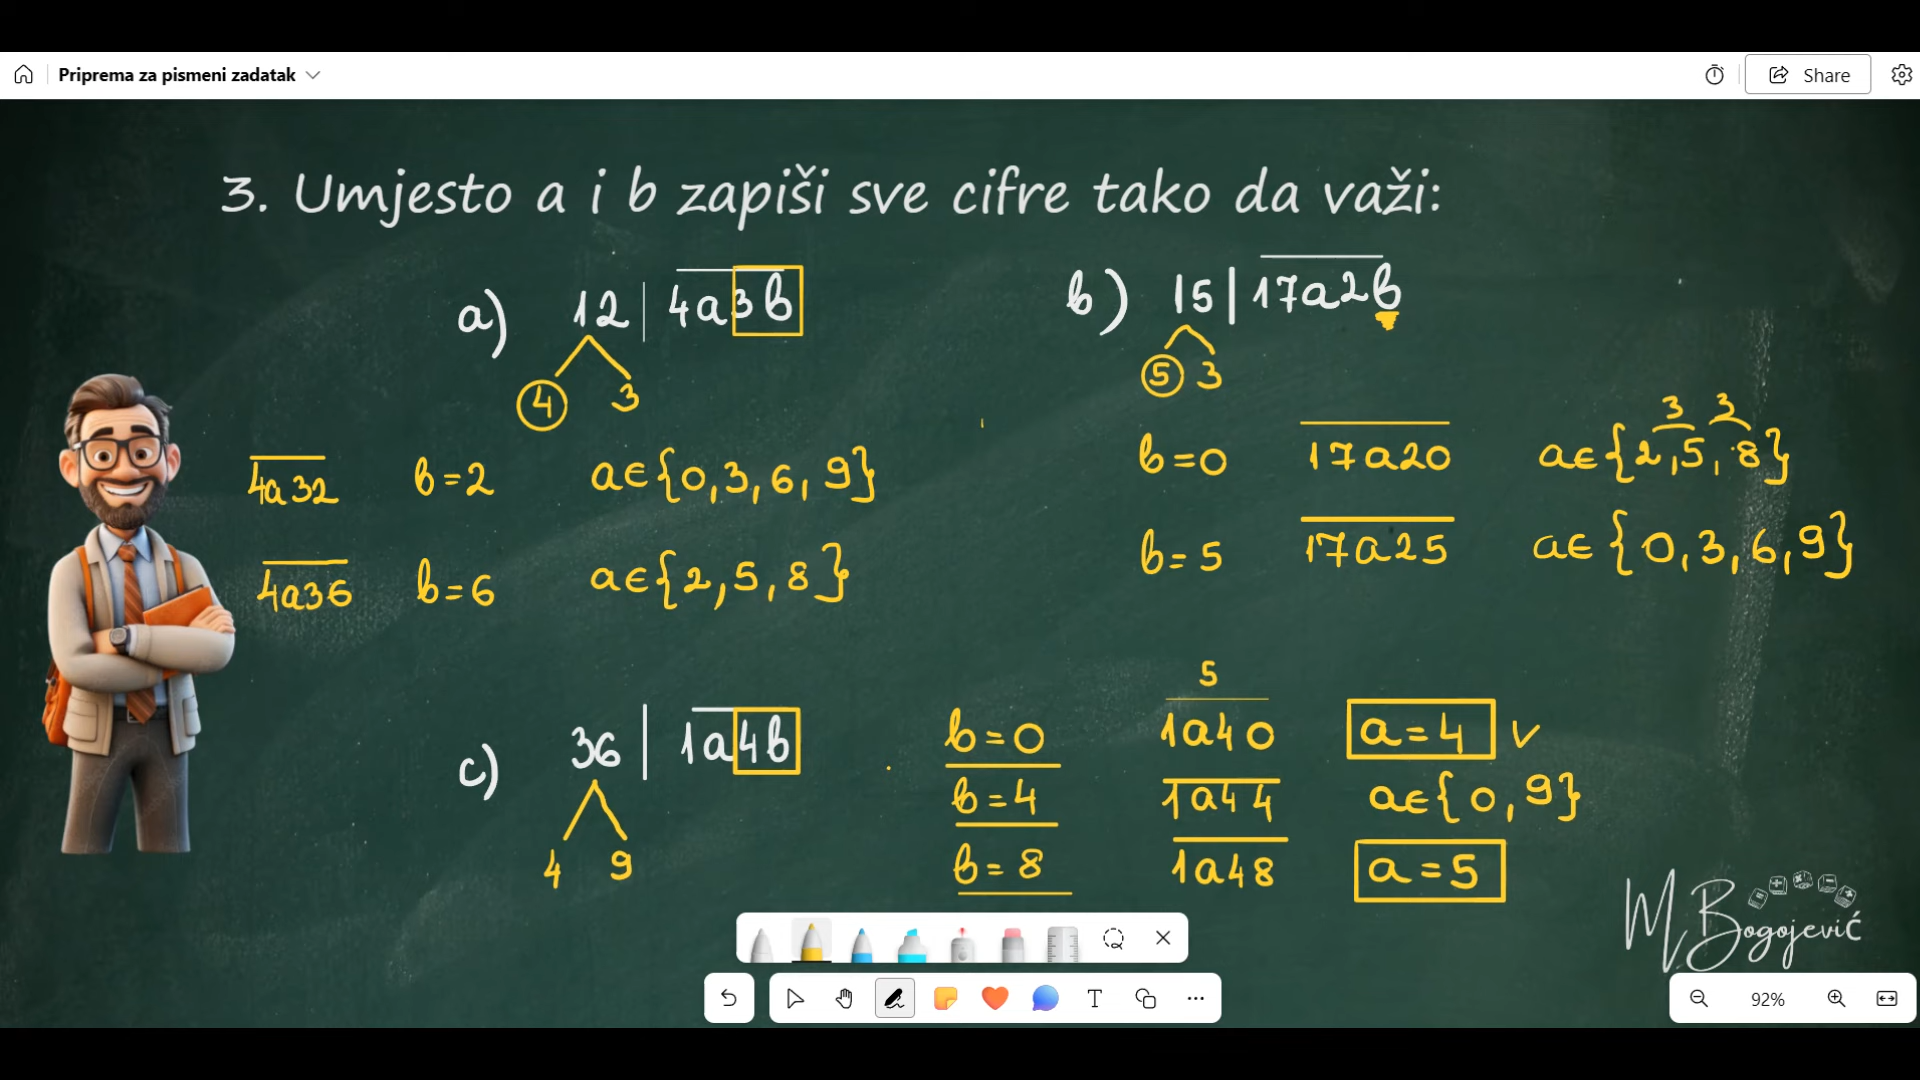 Priprema za pismeni zadatak
Share
3. Umjesto a i b zapiši sve cifre tako da važi:
a) 12 | 4a3b
4 3
4a32 b=2 a∈{0,3,6,9}
4a36 b=6 a∈{2,5,8}
b) 15 | 17a2b
5 3
3 3
b=0 17a20 a∈{2,5,8}
b=5 17a25 a∈{0,3,6,9}
c) 36 | 1a4b
4 9
5
b=0 1a40 a=4 v
b=4 1a44 a∈{0,9}
b=8 1a48 a=5
M.Bogojević
T
92%